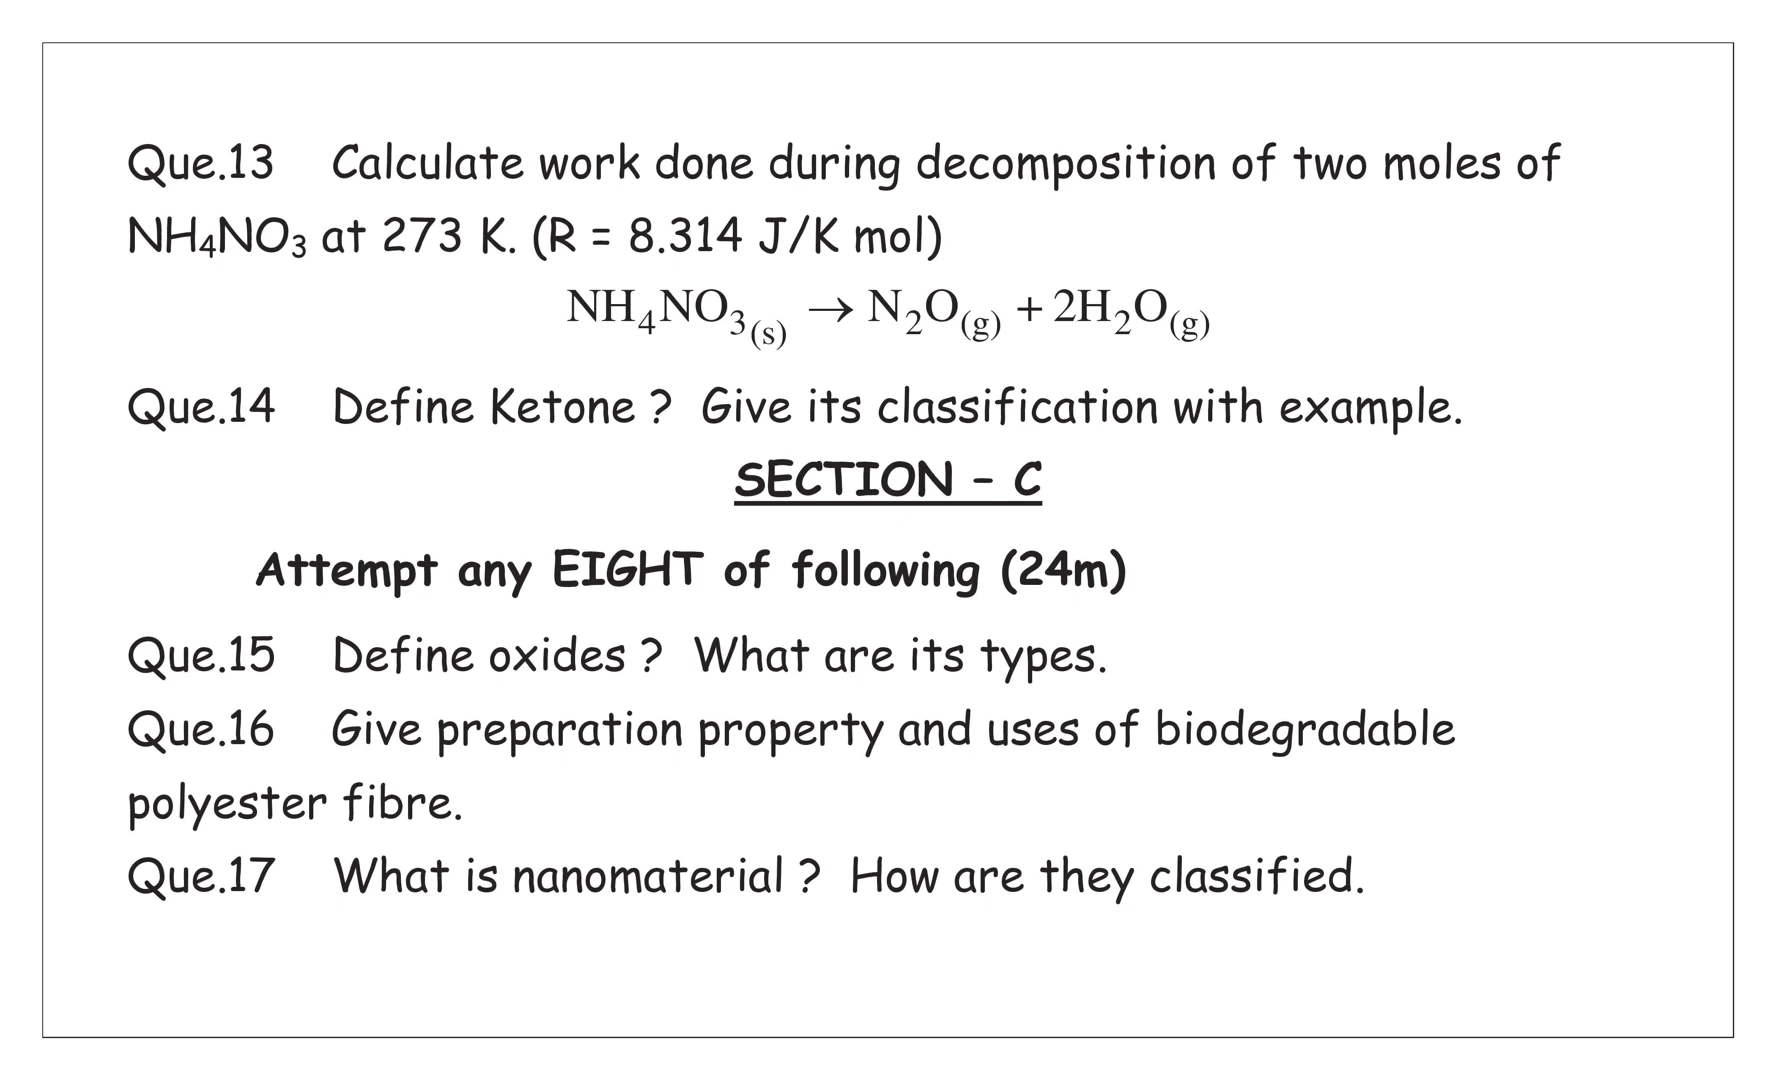 Que.13 Calculate work done during decomposition of two moles of
NH₄NO₃ at 273 K. (R = 8.314 J/K mol)
NH₄NO₃(s) → N₂O(g) + 2H₂O(g)
Que.14 Define Ketone ? Give its classification with example.
SECTION - C
Attempt any EIGHT of following (24m)
Que.15 Define oxides ? What are its types.
Que.16 Give preparation property and uses of biodegradable
polyester fibre.
Que.17 What is nanomaterial ? How are they classified.